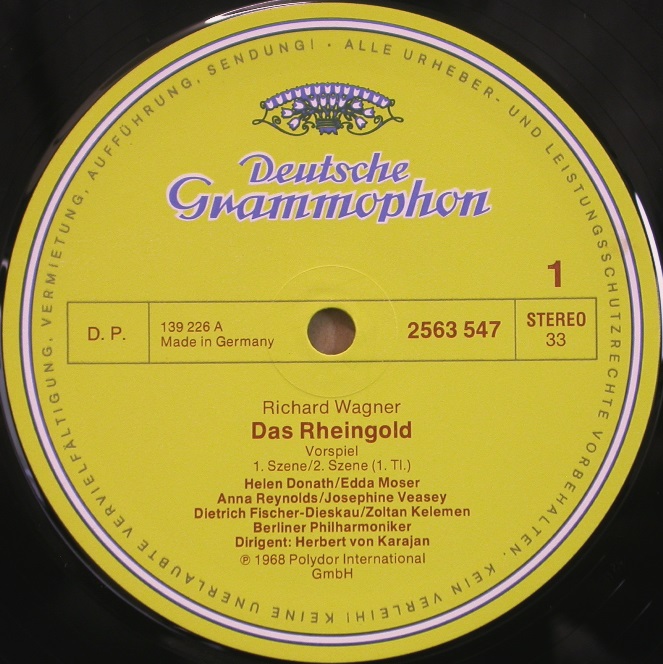 ALLE URHEBER- UND LEISTUNGSSCHUTZRECHTE VORBEHALTEN. KEIN VERLEIH! KEINE UNERLAUBTE VERVIELFÄLTIGUNG, VERMIETUNG, AUFFÜHRUNG, SENDUNG! ·
Deutsche
Grammophon
1
D. P.
139 226 A
Made in Germany
2563 547
STEREO
33
Richard Wagner
Das Rheingold
Vorspiel
1. Szene/2. Szene (1. Tl.)
Helen Donath/Edda Moser
Anna Reynolds/Josephine Veasey
Dietrich Fischer-Dieskau/Zoltan Kelemen
Berliner Philharmoniker
Dirigent: Herbert von Karajan
℗ 1968 Polydor International
GmbH